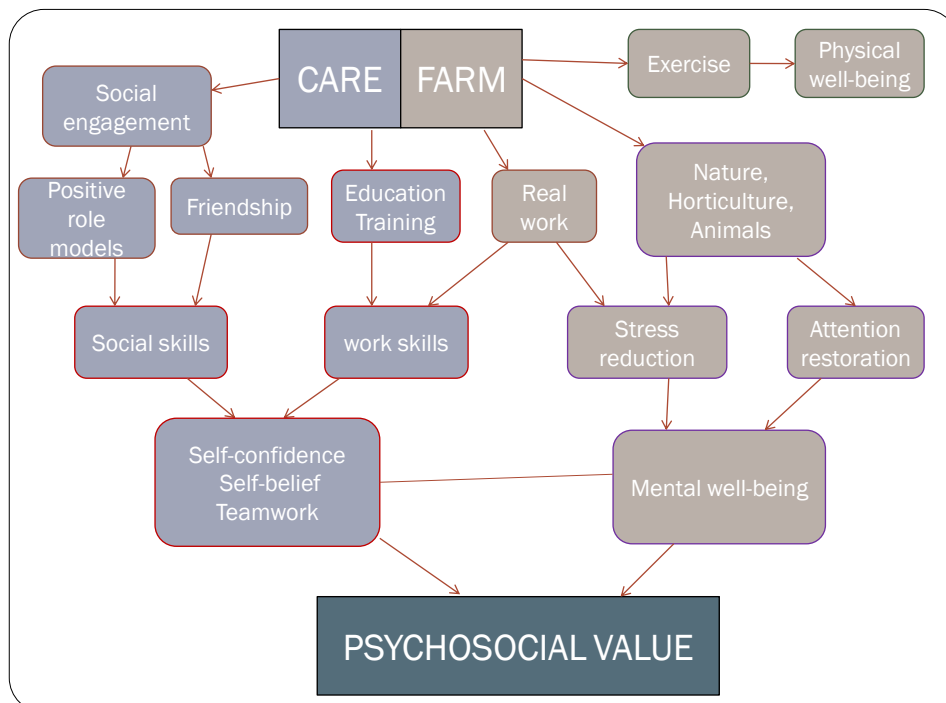 CARE FARM
Exercise
Physical
well-being
Social
engagement
Positive
role
models
Friendship
Education
Training
Real
work
Nature,
Horticulture,
Animals
Social skills
work skills
Stress
reduction
Attention
restoration
Self-confidence
Self-belief
Teamwork
Mental well-being
PSYCHOSOCIAL VALUE